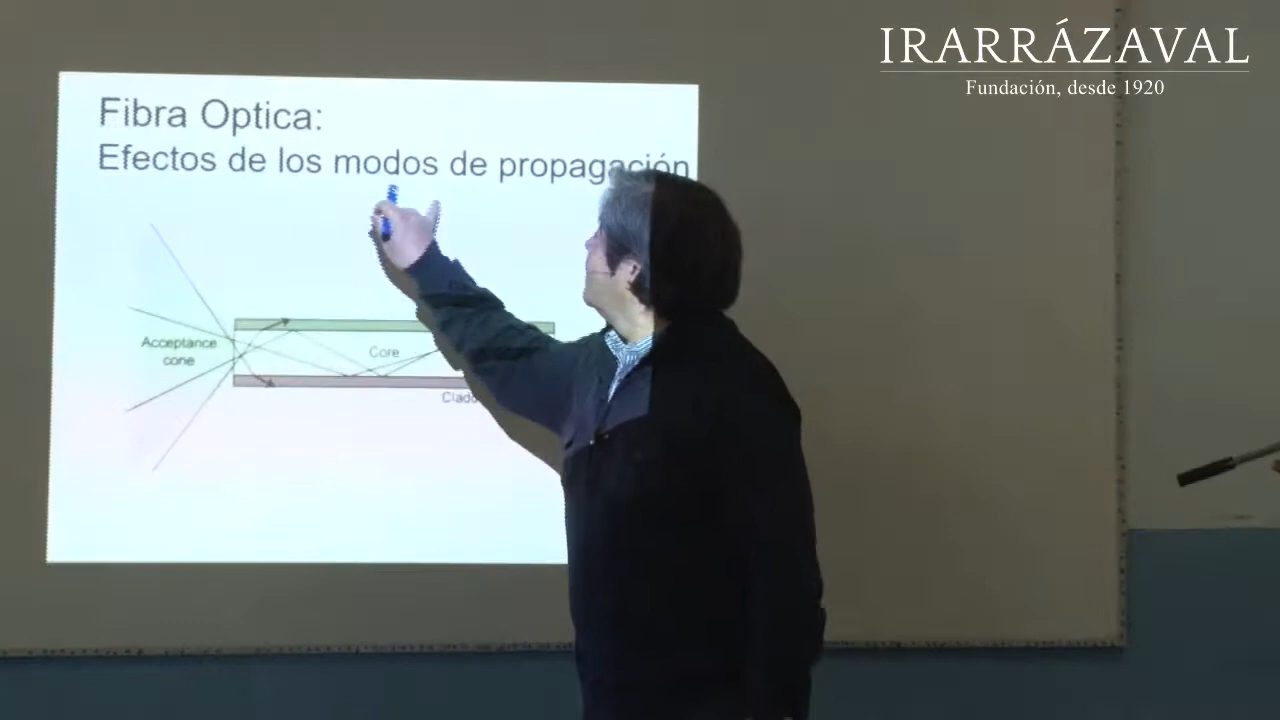 IRARRÁZAVAL
Fundación, desde 1920
Fibra Optica:
Efectos de los modos de propagación
Acceptance
cone
Core